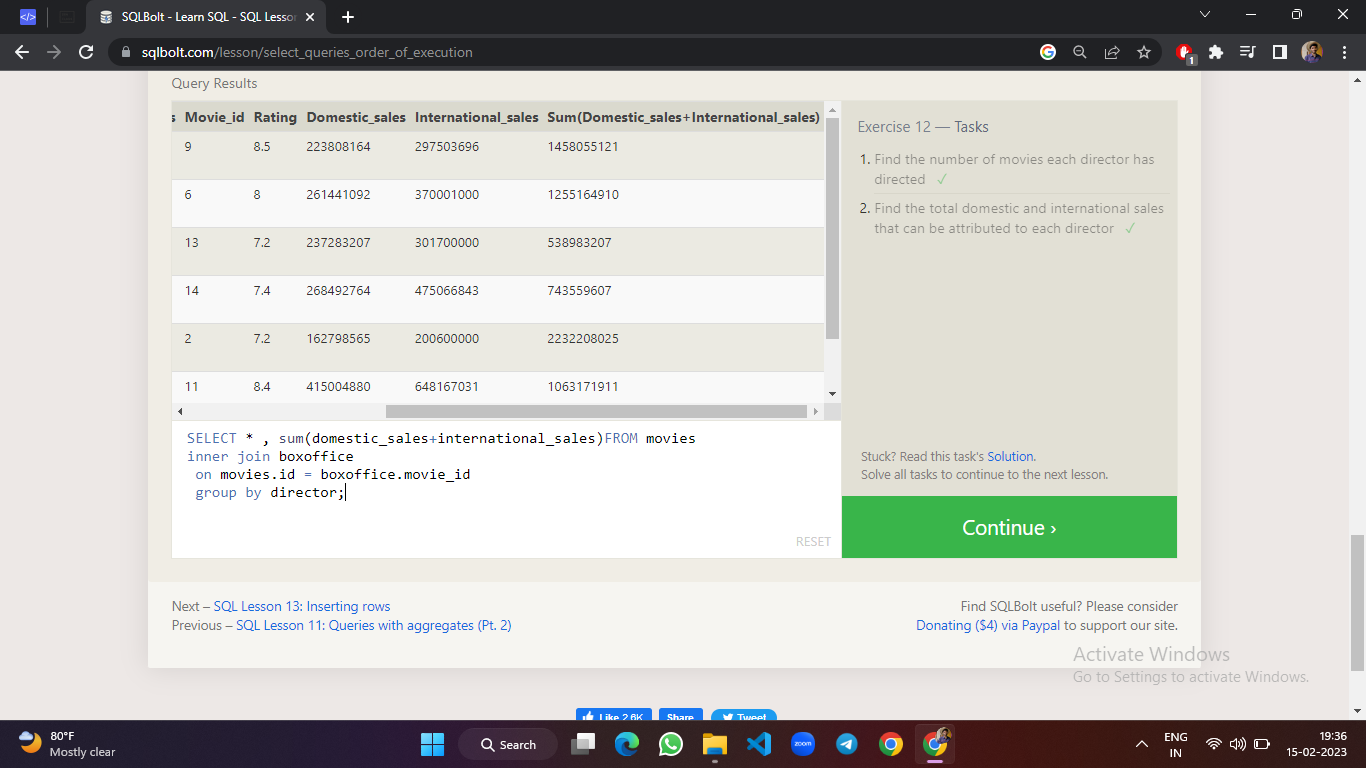 SQLBolt - Learn SQL - SQL Lesso
sqlbolt.com/lesson/select_queries_order_of_execution
1
Query Results
s Movie_id Rating Domestic_sales International_sales Sum(Domestic_sales+International_sales)
9 8.5 223808164 297503696 1458055121
6 8 261441092 370001000 1255164910
13 7.2 237283207 301700000 538983207
14 7.4 268492764 475066843 743559607
2 7.2 162798565 200600000 2232208025
11 8.4 415004880 648167031 1063171911
SELECT * , sum(domestic_sales+international_sales)FROM movies
inner join boxoffice
on movies.id = boxoffice.movie_id
group by director;
RESET
Exercise 12 — Tasks
1. Find the number of movies each director has
directed ✓
2. Find the total domestic and international sales
that can be attributed to each director ✓
Stuck? Read this task's Solution.
Solve all tasks to continue to the next lesson.
Continue ›
Next – SQL Lesson 13: Inserting rows
Previous – SQL Lesson 11: Queries with aggregates (Pt. 2)
Find SQLBolt useful? Please consider
Donating ($4) via Paypal to support our site.
Activate Windows
Go to Settings to activate Windows.
Like 2.6K Share Tweet
80°F
Mostly clear
Search
zoom
ENG
IN
19:36
15-02-2023